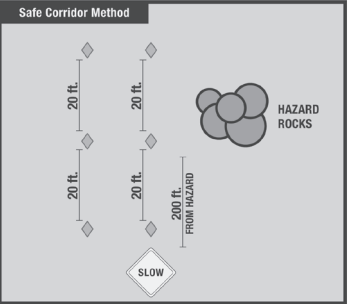 Safe Corridor Method
20 ft.
20 ft.
HAZARD
ROCKS
20 ft.
20 ft.
200 ft.
FROM HAZARD
SLOW